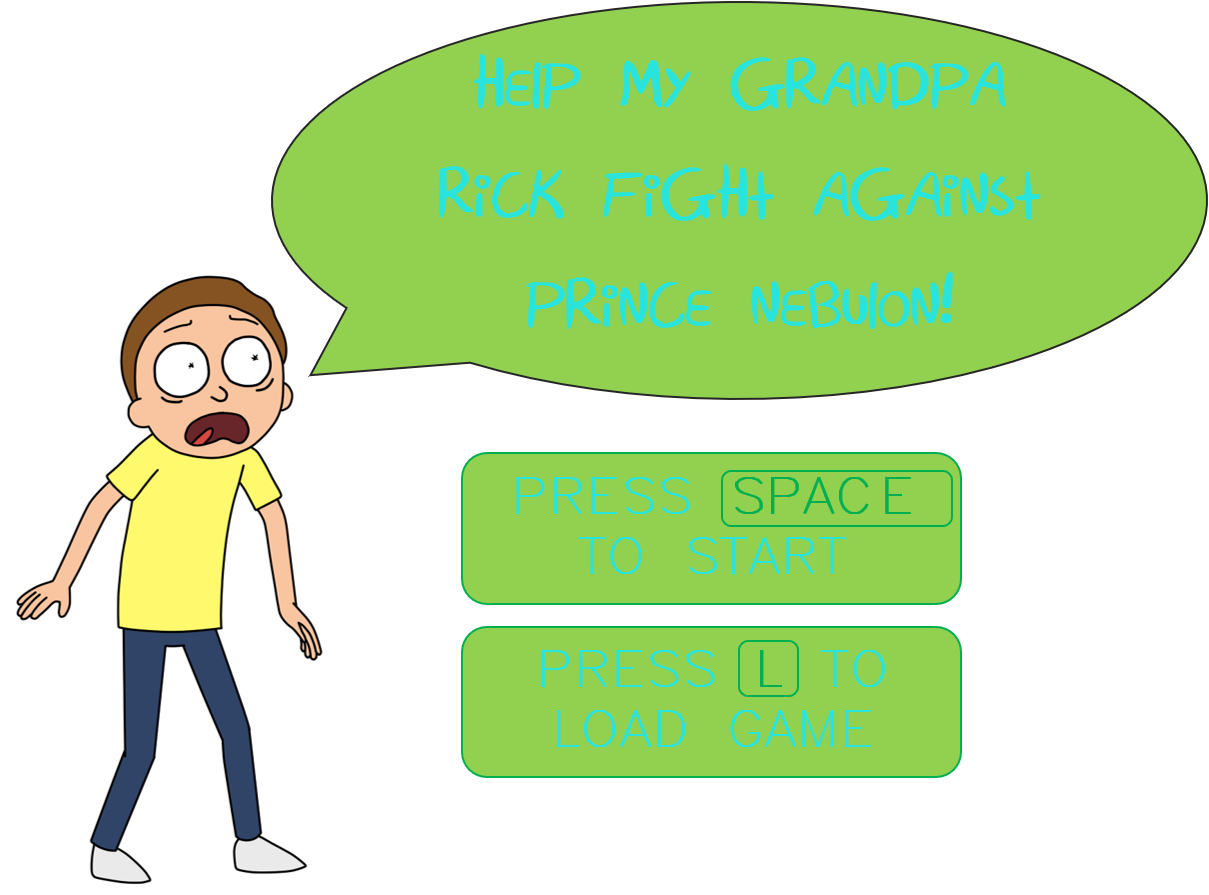 HELP MY GRANDPA
RiCK FiGHt AGAiNSt
PRiNCE NEBULON!
PRESS SPACE
TO START
PRESS L TO
LOAD GAME